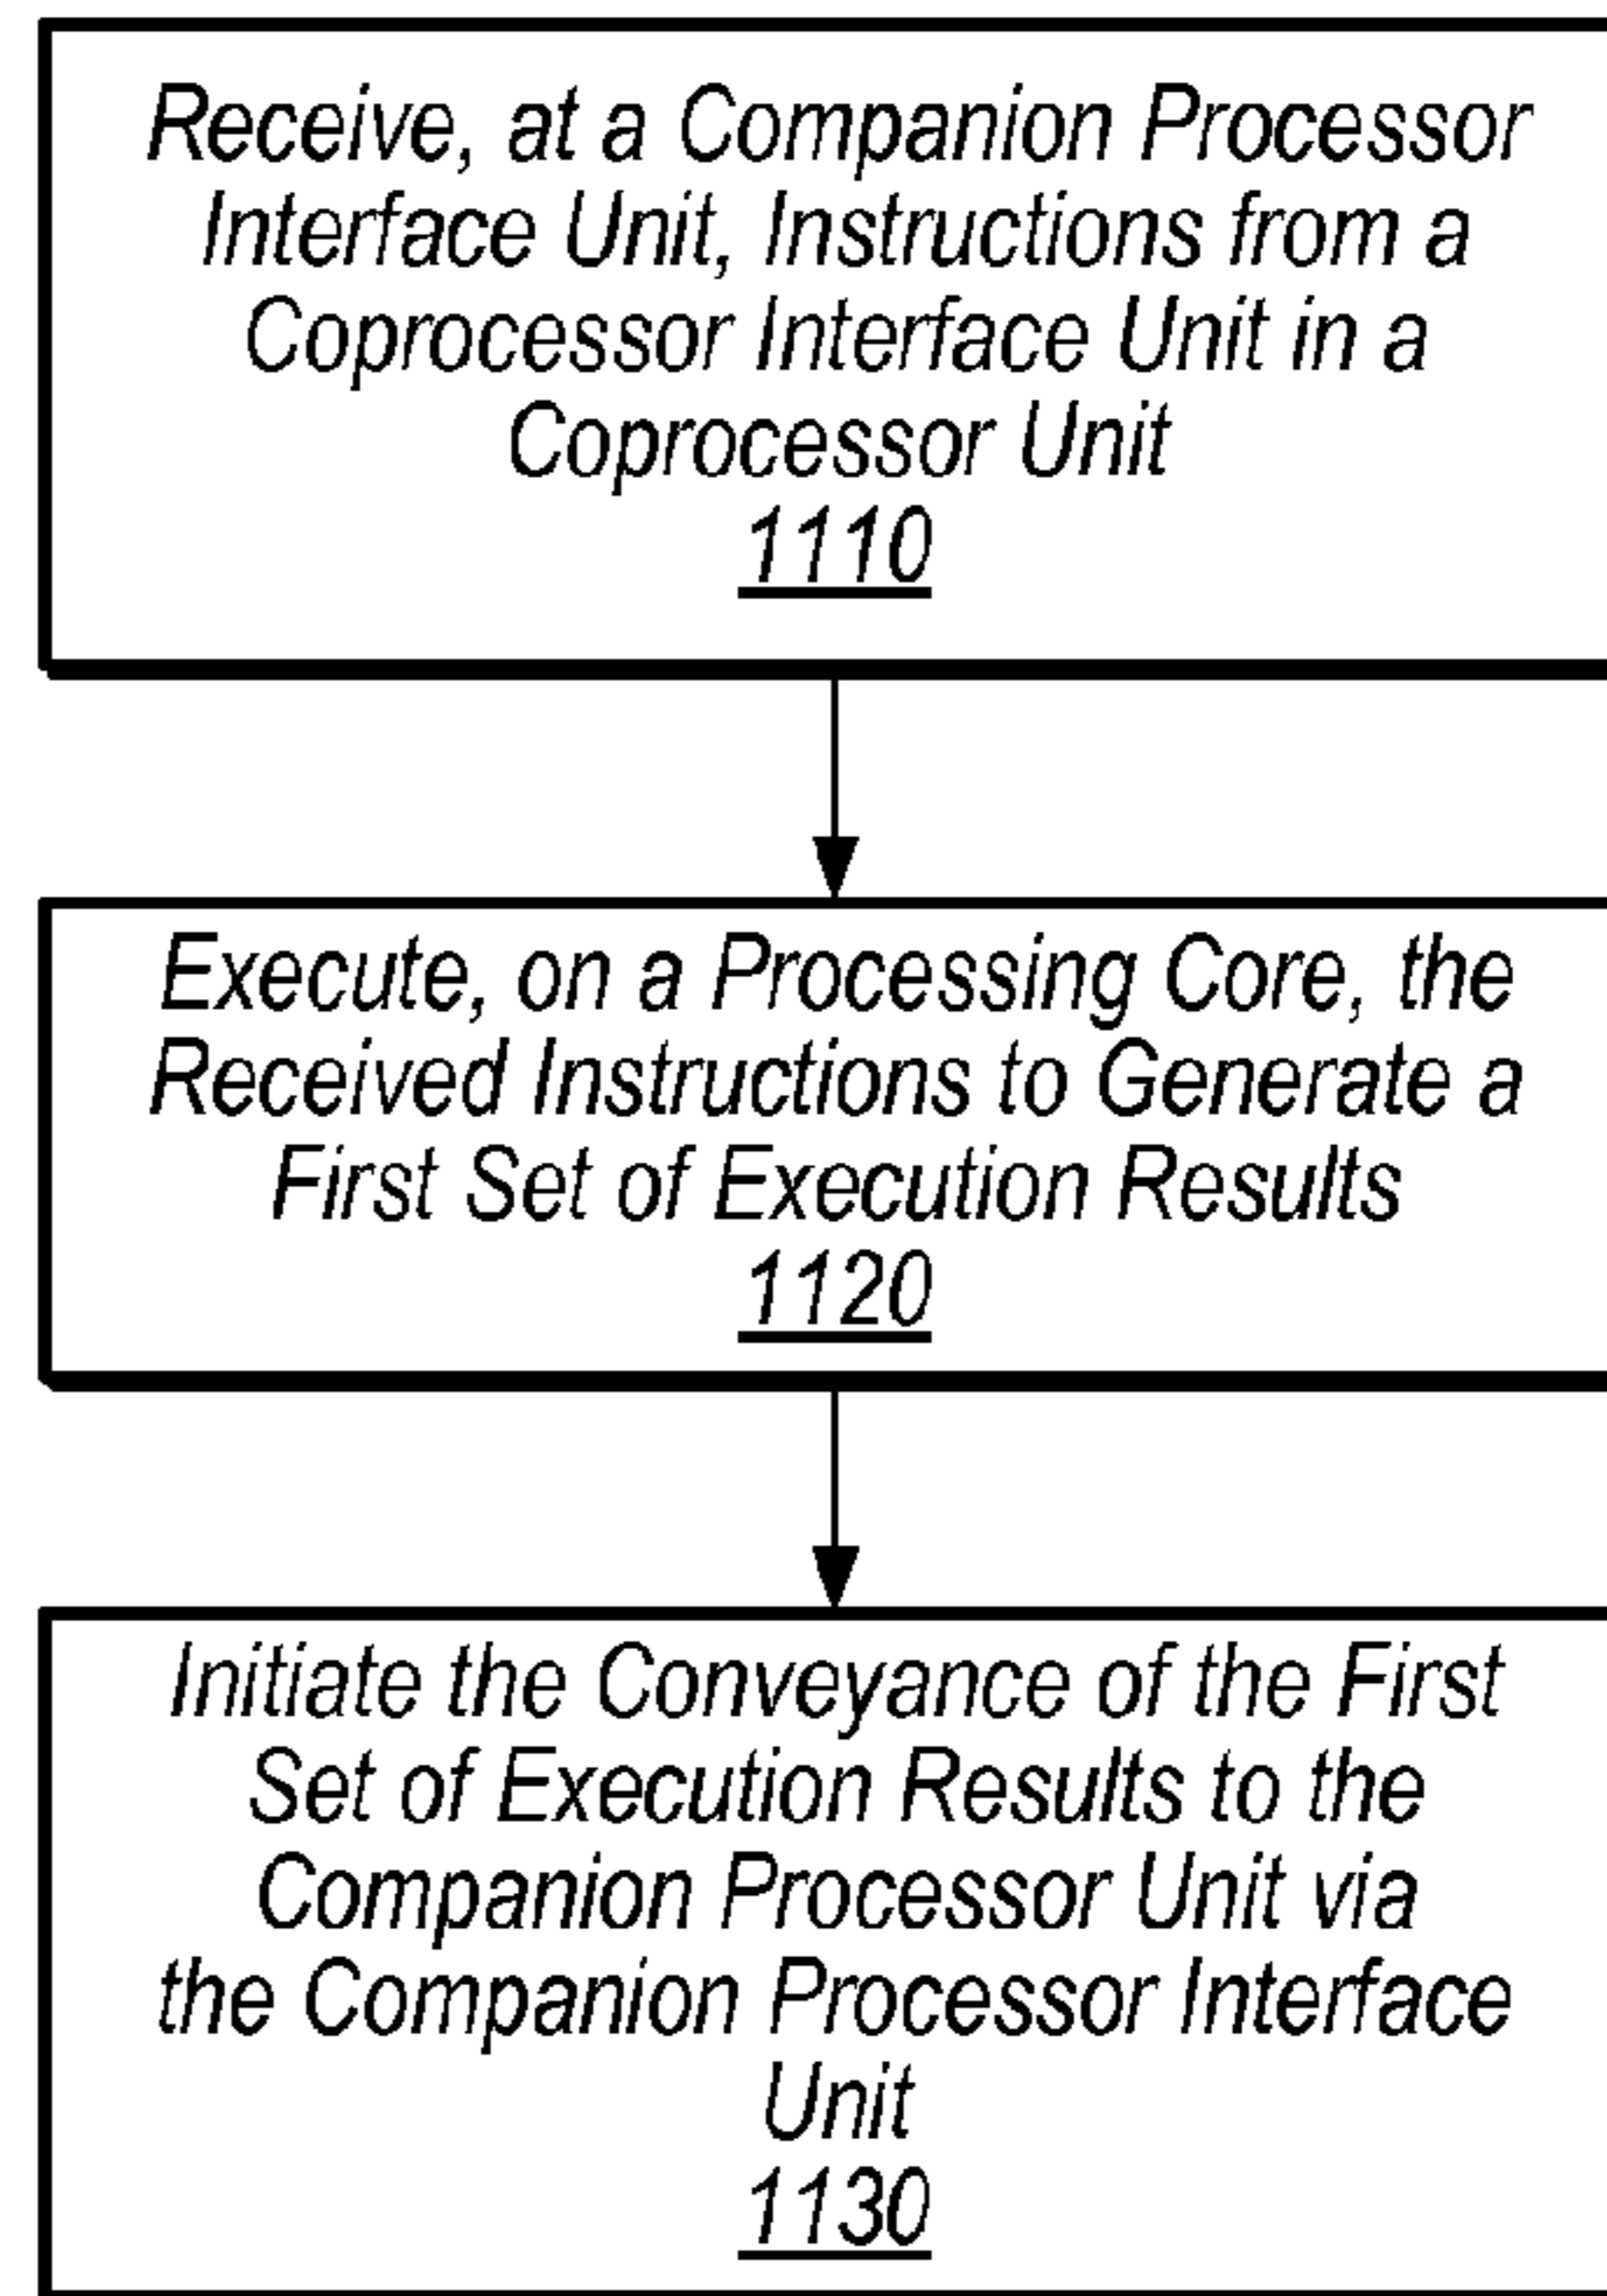 Receive, at a Companion Processor
Interface Unit, Instructions from a
Coprocessor Interface Unit in a
Coprocessor Unit
1110
Execute, on a Processing Core, the
Received Instructions to Generate a
First Set of Execution Results
1120
Initiate the Conveyance of the First
Set of Execution Results to the
Companion Processor Unit via
the Companion Processor Interface
Unit
1130